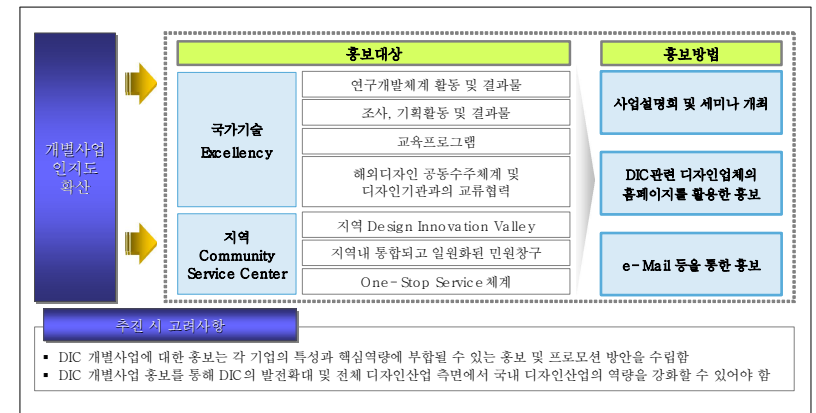 개별사업
인지도
확산
홍보대상
국가기술
Excellency
연구개발체계 활동 및 결과물
조사, 기획활동 및 결과물
교육프로그램
해외디자인 공동수주체계 및
디자인기관과의 교류협력
지역
Community
Service Center
지역 Design Innovation Valley
지역내 통합되고 일원화된 민원창구
One-Stop Service 체계
홍보방법
사업설명회 및 세미나 개최
DIC관련 디자인업체의
홈페이지를 활용한 홍보
e-Mail 등을 통한 홍보
추진 시 고려사항
▪ DIC 개별사업에 대한 홍보는 각 기업의 특성과 핵심역량에 부합될 수 있는 홍보 및 프로모션 방안을 수립함
▪ DIC 개별사업 홍보를 통해 DIC의 발전확대 및 전체 디자인산업 측면에서 국내 디자인산업의 역량을 강화할 수 있어야 함